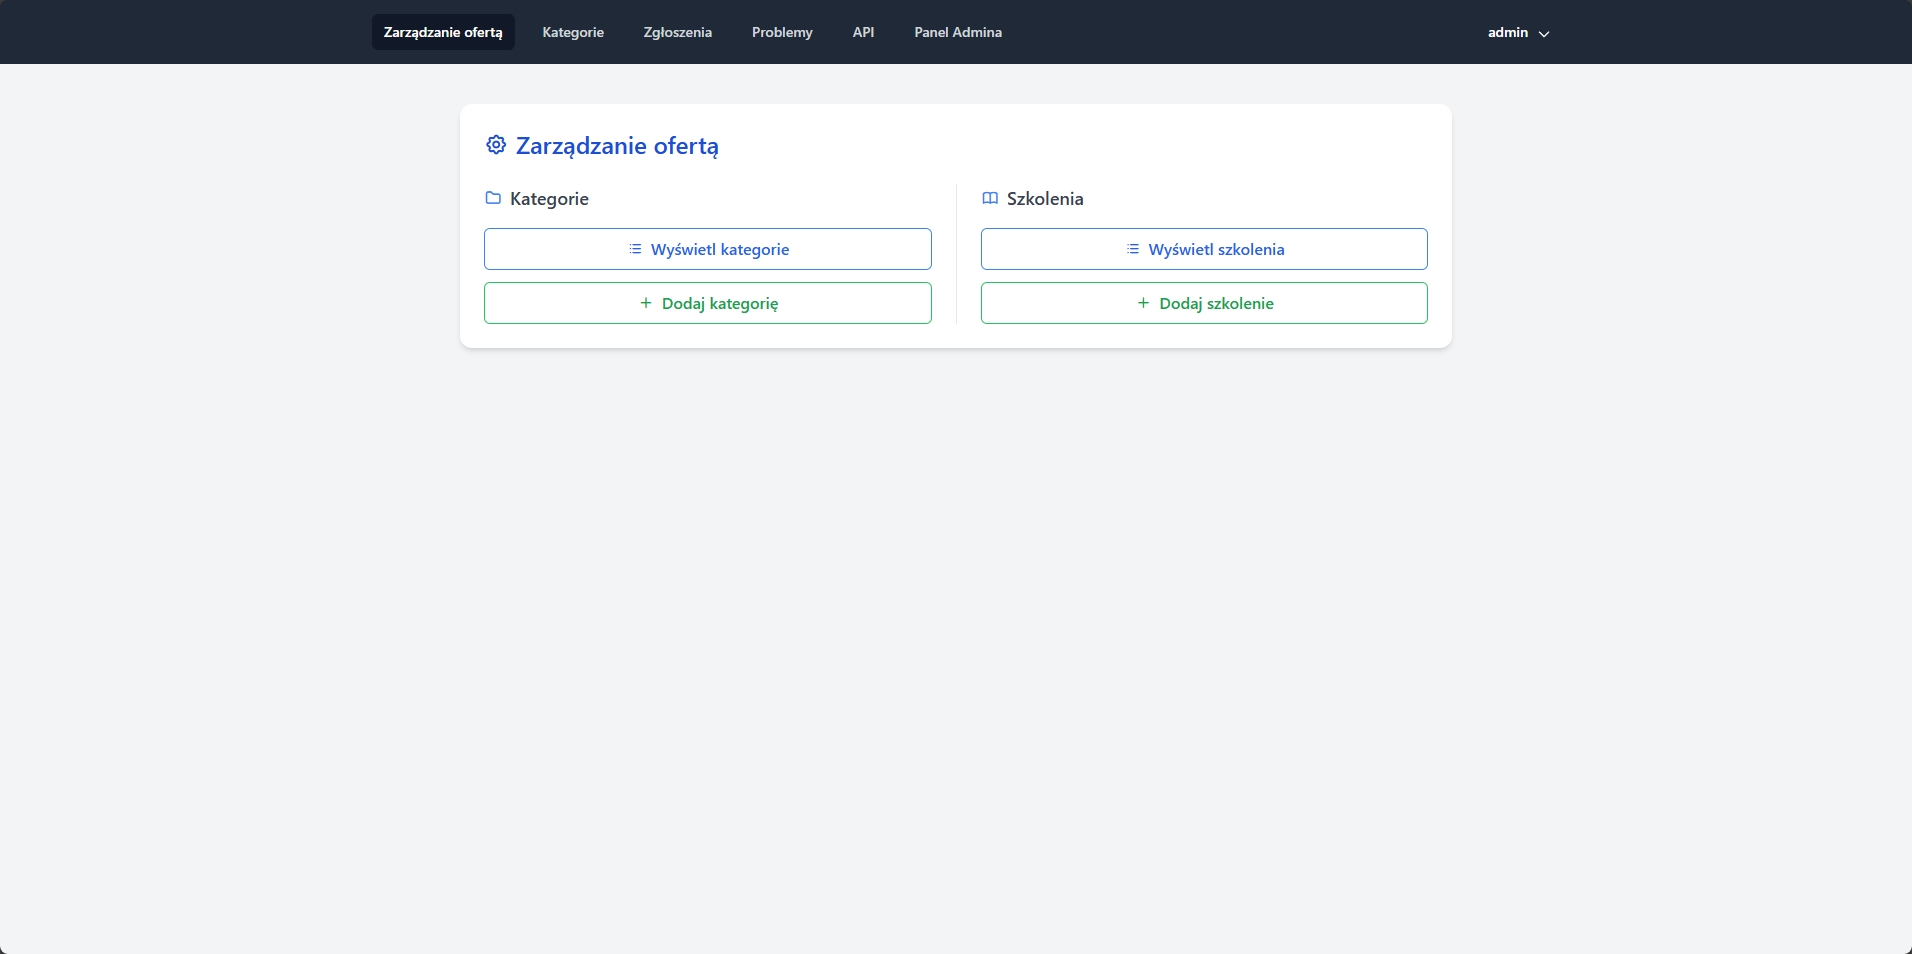 Zarządzanie ofertą Kategorie Zgłoszenia Problemy API Panel Admina admin
Zarządzanie ofertą
Kategorie
Wyświetl kategorie
Dodaj kategorię
Szkolenia
Wyświetl szkolenia
Dodaj szkolenie